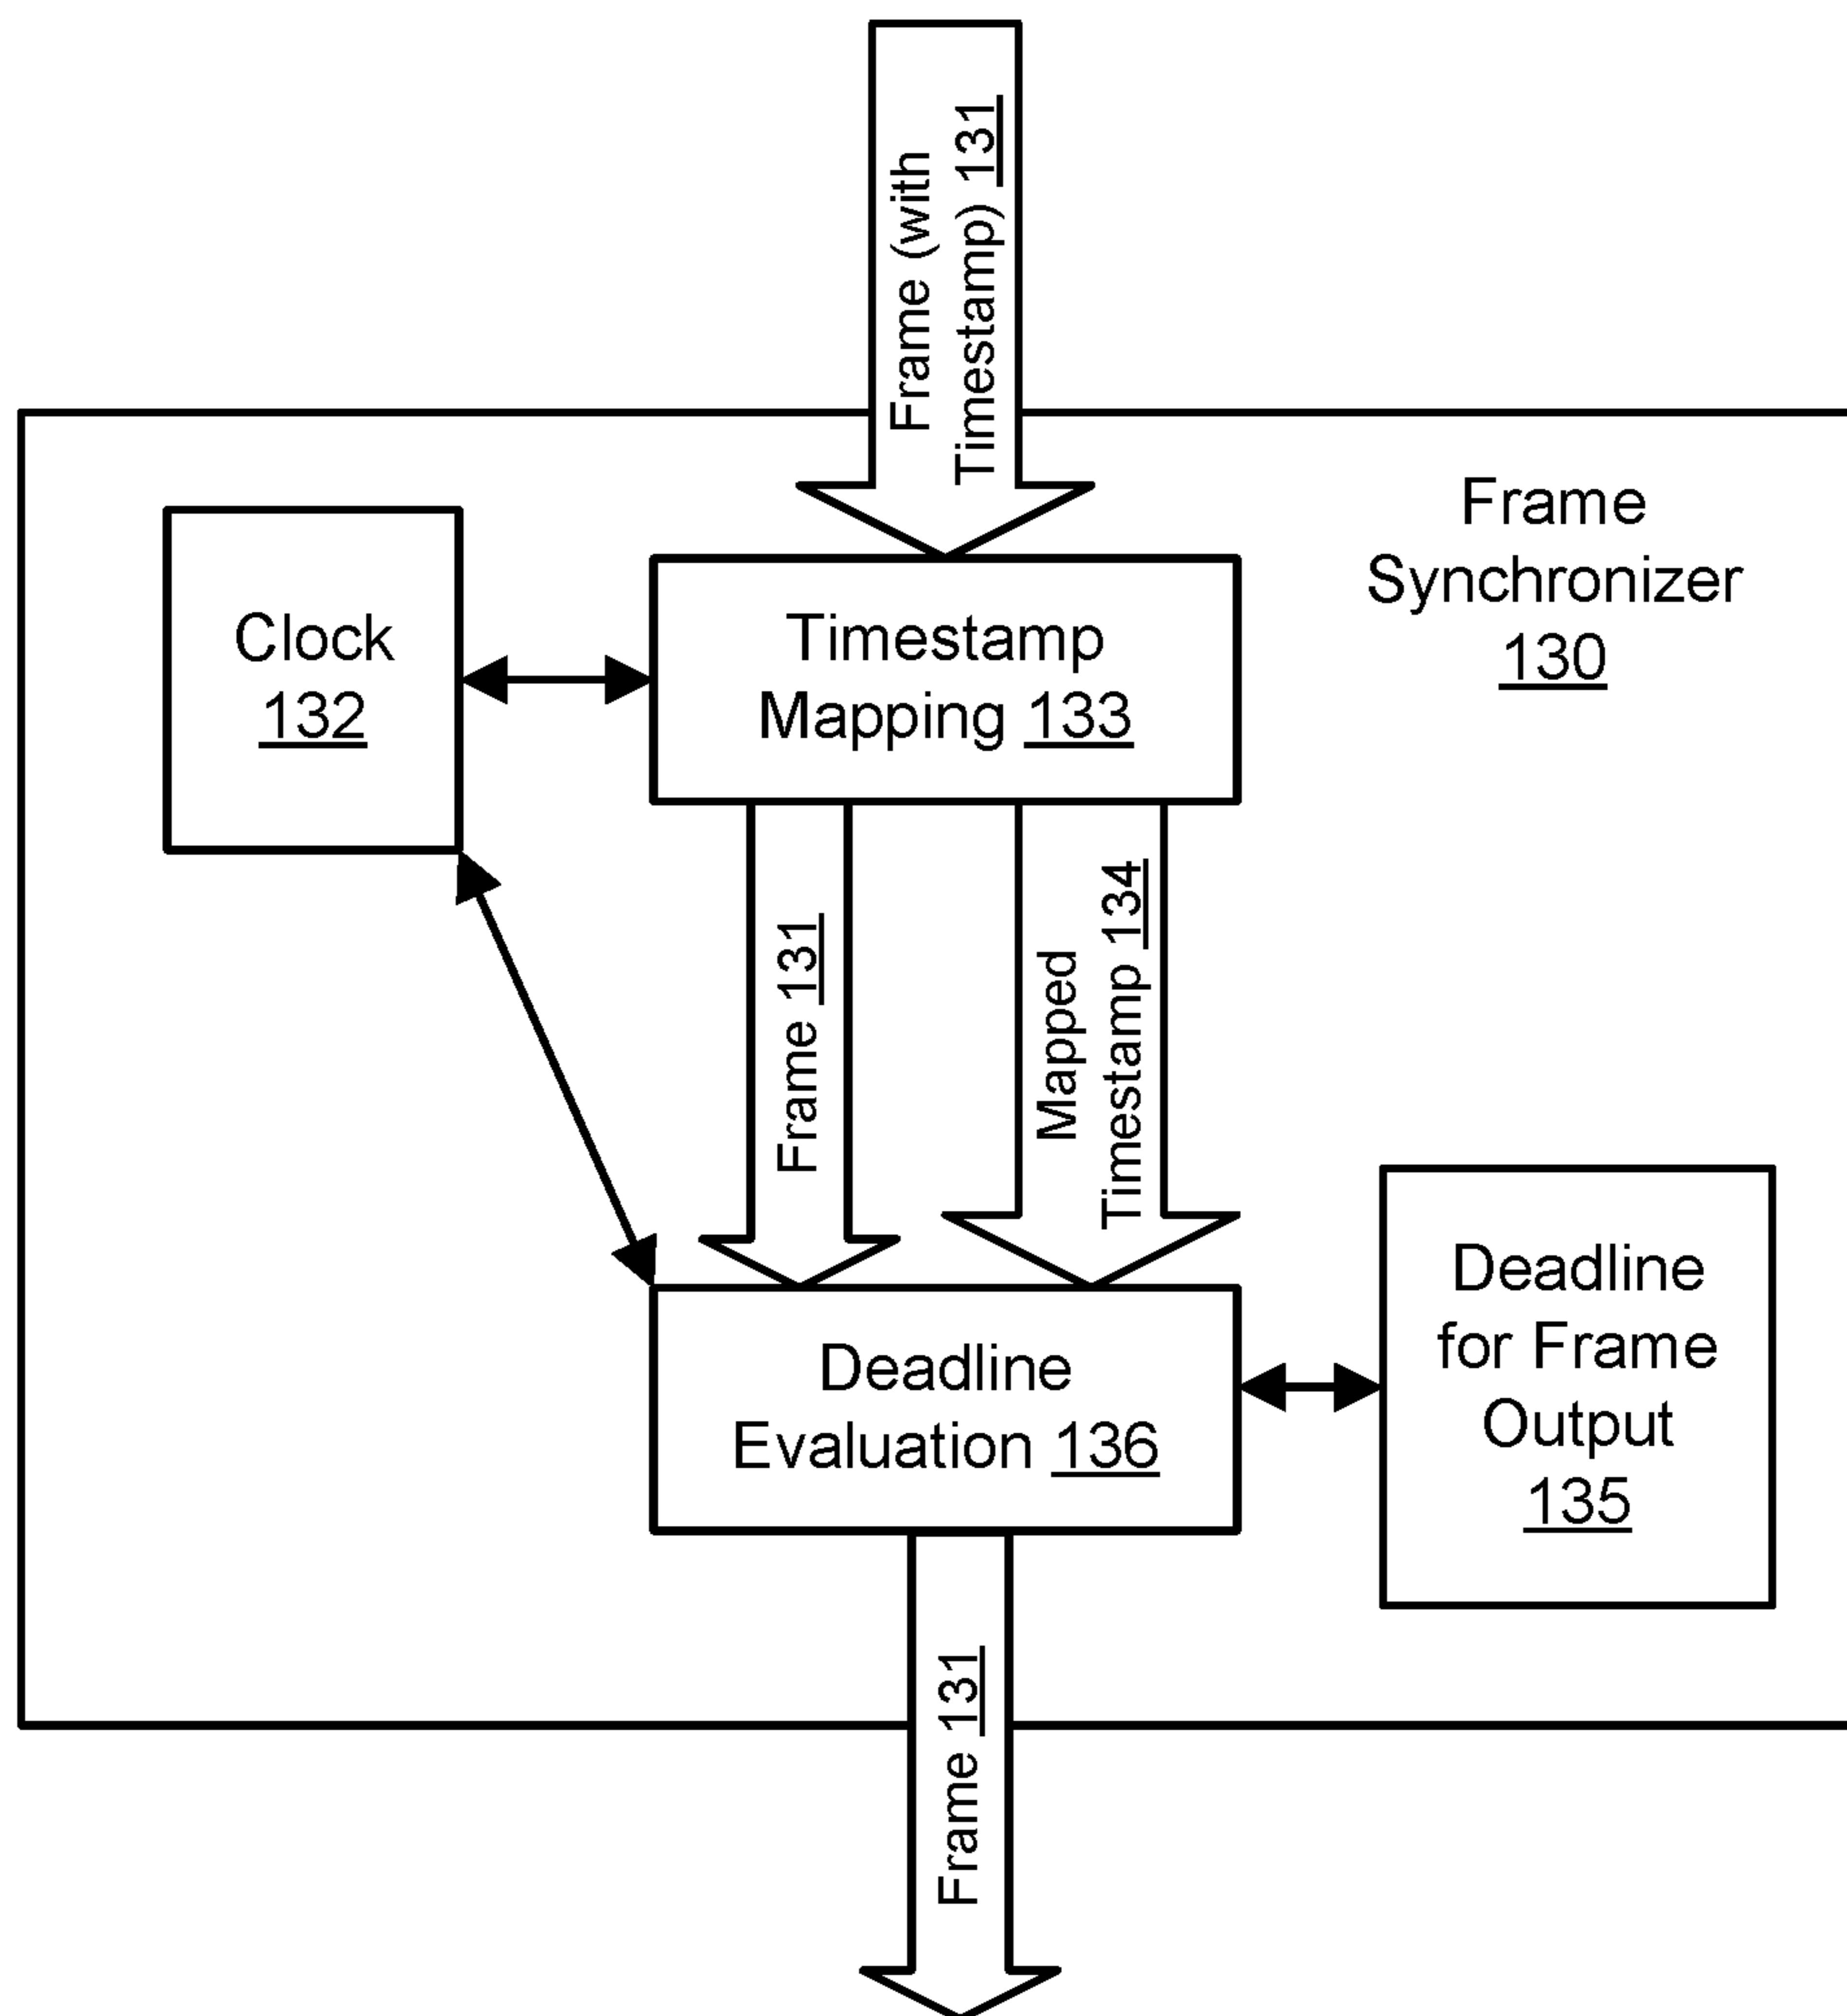 Frame (with
Timestamp) 131
Frame
Synchronizer
130
Clock
132
Timestamp
Mapping 133
Frame 131
Mapped
Timestamp 134
Deadline
Evaluation 136
Deadline
for Frame
Output
135
Frame 131